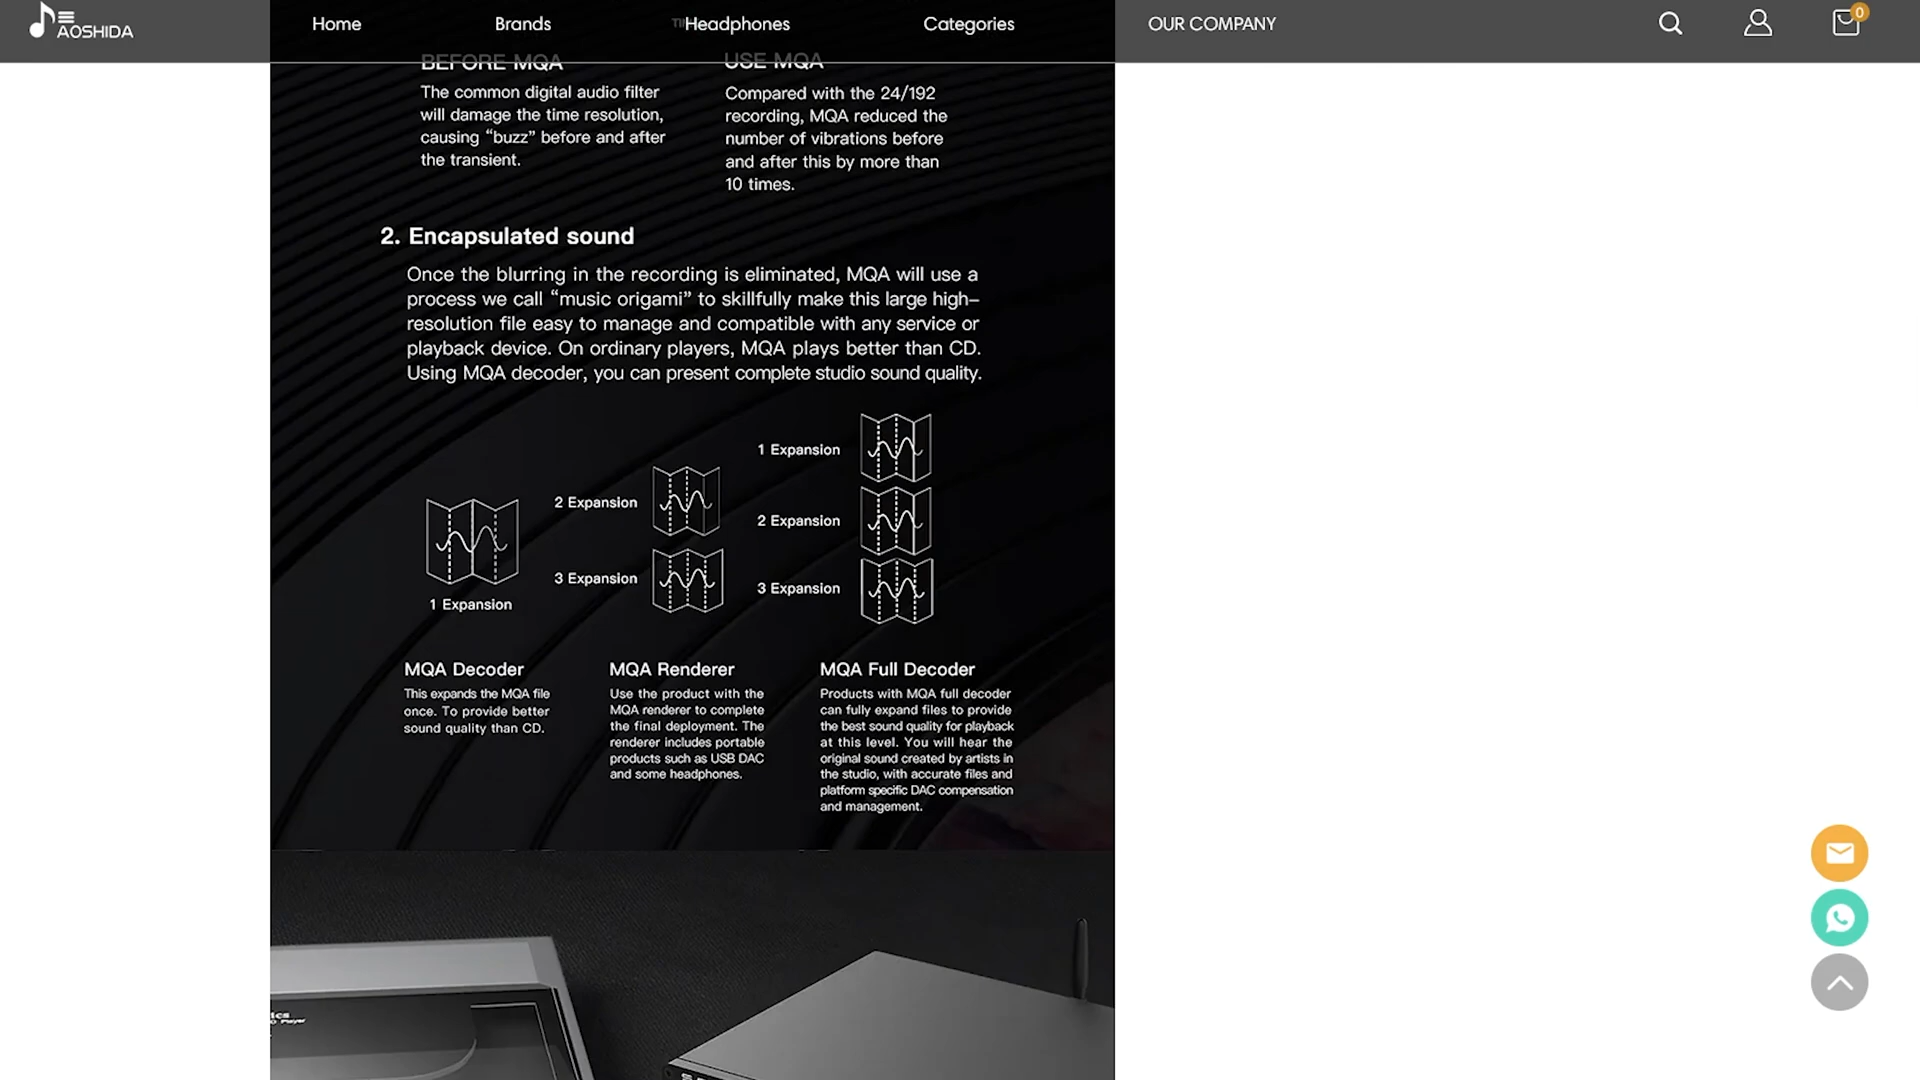 AOSHIDA
Home
Brands
Headphones
Categories
OUR COMPANY
0
BEFORE MQA
The common digital audio filter
will damage the time resolution,
causing “buzz” before and after
the transient.
USE MQA
Compared with the 24/192
recording, MQA reduced the
number of vibrations before
and after this by more than
10 times.
2. Encapsulated sound
Once the blurring in the recording is eliminated, MQA will use a
process we call “music origami” to skillfully make this large high–
resolution file easy to manage and compatible with any service or
playback device. On ordinary players, MQA plays better than CD.
Using MQA decoder, you can present complete studio sound quality.
1 Expansion
2 Expansion
3 Expansion
1 Expansion
2 Expansion
3 Expansion
MQA Decoder
This expands the MQA file
once. To provide better
sound quality than CD.
MQA Renderer
Use the product with the
MQA renderer to complete
the final deployment. The
renderer includes portable
products such as USB DAC
and some headphones.
MQA Full Decoder
Products with MQA full decoder
can fully expand files to provide
the best sound quality for playback
at this level. You will hear the
original sound created by artists in
the studio, with accurate files and
platform specific DAC compensation
and management.
Player